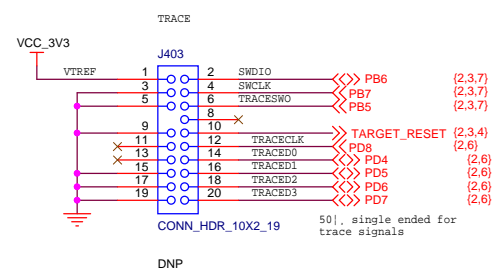 TRACE
VCC_3V3
J403
VTREF 1 2 SWDIO PB6 {2,3,7}
3 4 SWCLK PB7 {2,3,7}
5 6 TRACESWO PB5 {2,3,7}
8
9 10 TARGET_RESET {2,3,4}
11 12 TRACECLK PD8 {2,6}
13 14 TRACED0 PD4 {2,6}
15 16 TRACED1 PD5 {2,6}
17 18 TRACED2 PD6 {2,6}
19 20 TRACED3 PD7 {2,6}
CONN_HDR_10X2_19
50|, single ended for
trace signals
DNP